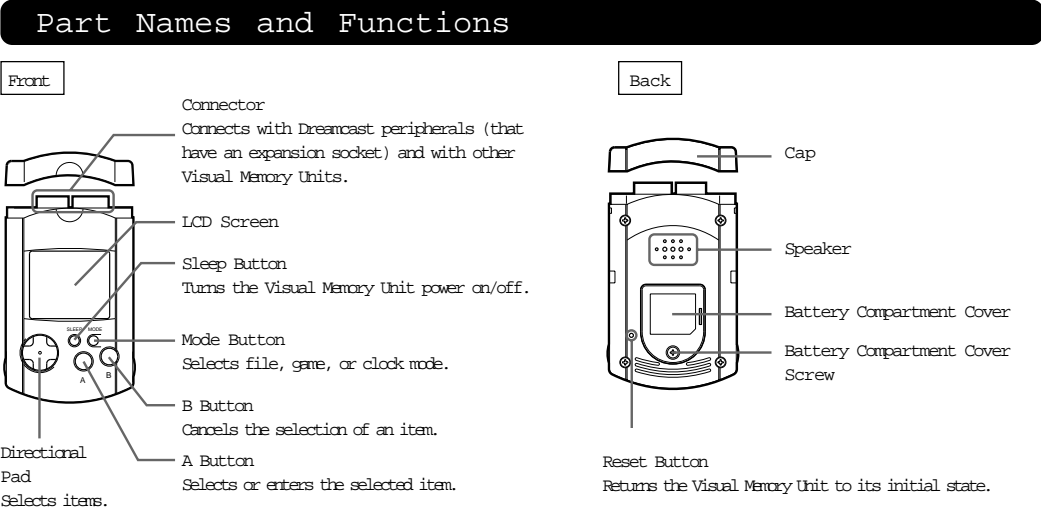 Part Names and Functions
Front
Connector
Connects with Dreamcast peripherals (that
have an expansion socket) and with other
Visual Memory Units.
LCD Screen
Sleep Button
Turns the Visual Memory Unit power on/off.
Mode Button
Selects file, game, or clock mode.
B Button
Cancels the selection of an item.
A Button
Selects or enters the selected item.
Directional
Pad
Selects items.
SLEEP MODE
A
B
Back
Cap
Speaker
Battery Compartment Cover
Battery Compartment Cover
Screw
Reset Button
Returns the Visual Memory Unit to its initial state.